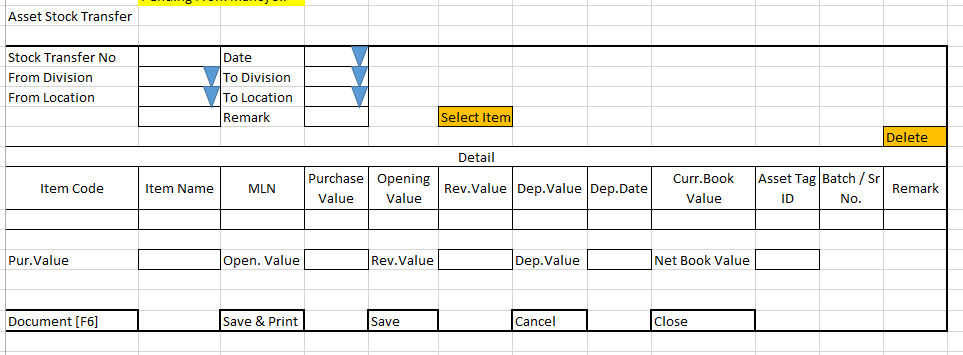 Asset Stock Transfer
Stock Transfer No Date
From Division To Division
From Location To Location
Remark Select Item
Delete
Detail
Item Code Item Name MLN Purchase Value Opening Value Rev.Value Dep.Value Dep.Date Curr.Book Value Asset Tag ID Batch / Sr No. Remark
Pur.Value Open. Value Rev.Value Dep.Value Net Book Value
Document [F6] Save & Print Save Cancel Close